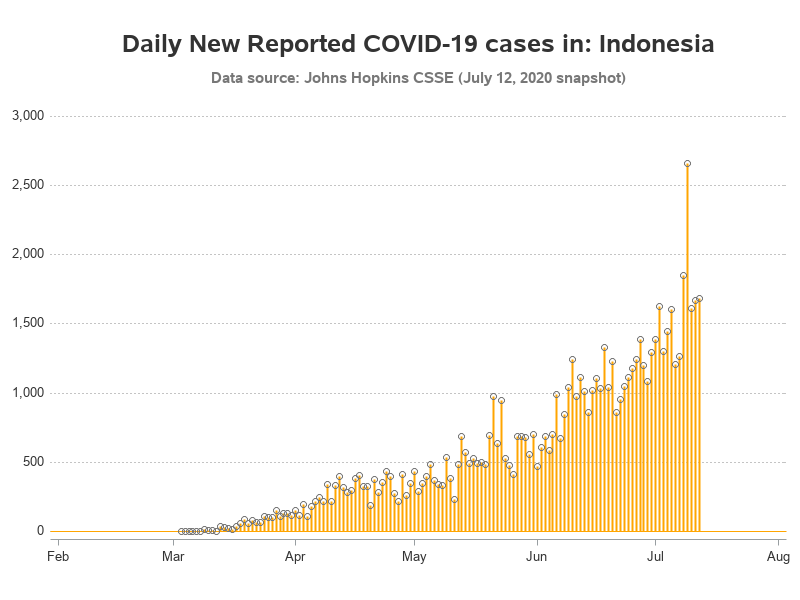 Daily New Reported COVID-19 cases in: Indonesia
Data source: Johns Hopkins CSSE (July 12, 2020 snapshot)
3,000
2,500
2,000
1,500
1,000
500
0
Feb Mar Apr May Jun Jul Aug